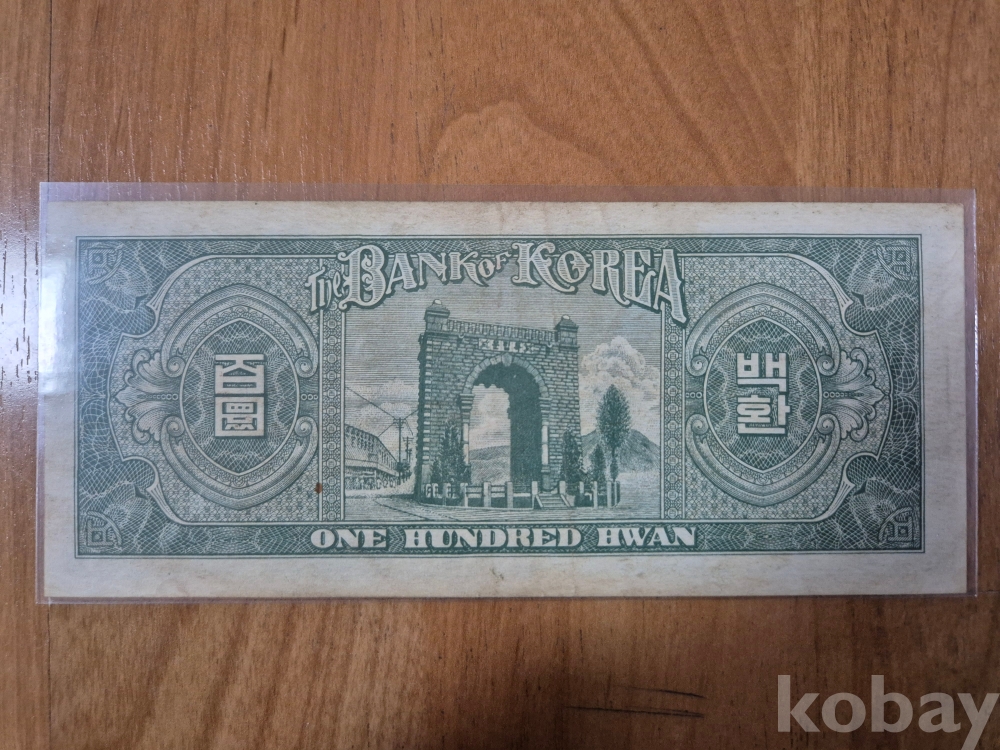 the BANK OF KOREA
百圜
백환
ONE HUNDRED HWAN
kobay